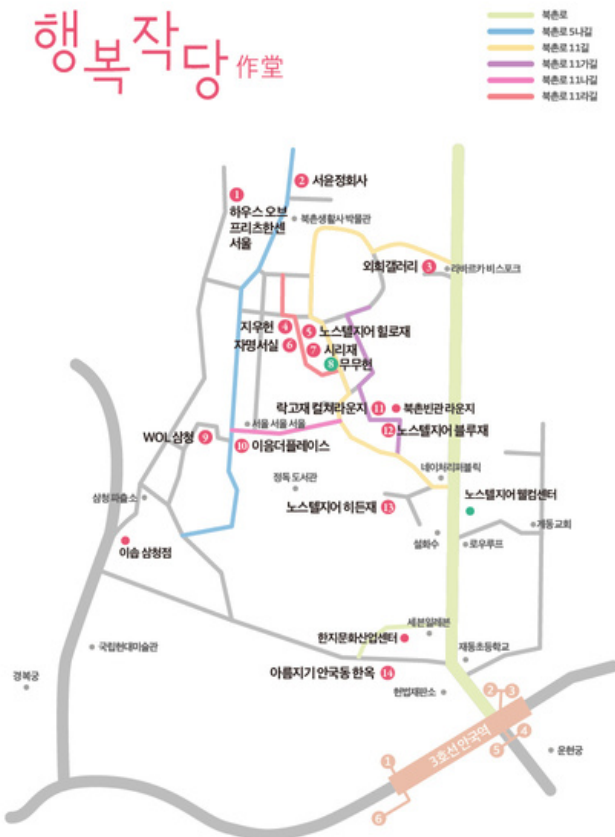 행복작당 作堂
북촌로
북촌로 5나길
북촌로 11길
북촌로 11가길
북촌로 11나길
북촌로 11라길
1
하우스 오브
프리츠한센
서울
2 서윤정회사
북촌생활사 박물관
외희갤러리 3
라바르카 비스포크
지우헌 4
5 노스텔지어 힐로재
자명서실 6
7 시리재
8 무무헌
락고재 컬쳐라운지 11
북촌빈관 라운지
12 노스텔지어 블루재
서울 서울 서울
WOL 삼청 9
10 이음더플레이스
네이처리퍼블릭
정독 도서관
삼청 파출소
노스텔지어 히든재 13
노스텔지어 웰컴센터
가동교회
설화수
로우루프
이솝 삼청점
세븐일레븐
한지문화산업센터
국립현대미술관
재동초등학교
경복궁
아름지기 안국동 한옥 14
헌법재판소
2 3
3호선 안국역
4
5
운현궁
1
6